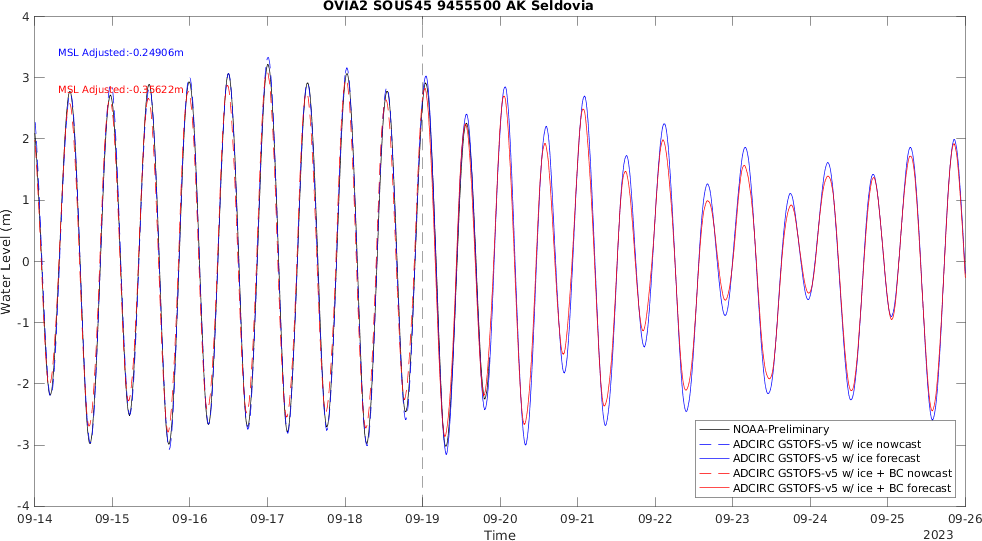 OVIA2 SOUS45 9455500 AK Seldovia
4
MSL Adjusted:-0.24906m
3
MSL Adjusted:-0.35622m
2
1
0
-1
-2
-3
-4
Water Level (m)
NOAA-Preliminary
ADCIRC GSTOFS-v5 w/ ice nowcast
ADCIRC GSTOFS-v5 w/ ice forecast
ADCIRC GSTOFS-v5 w/ ice + BC nowcast
ADCIRC GSTOFS-v5 w/ ice + BC forecast
09-14 09-15 09-16 09-17 09-18 09-19 09-20 09-21 09-22 09-23 09-24 09-25 09-26
Time
2023